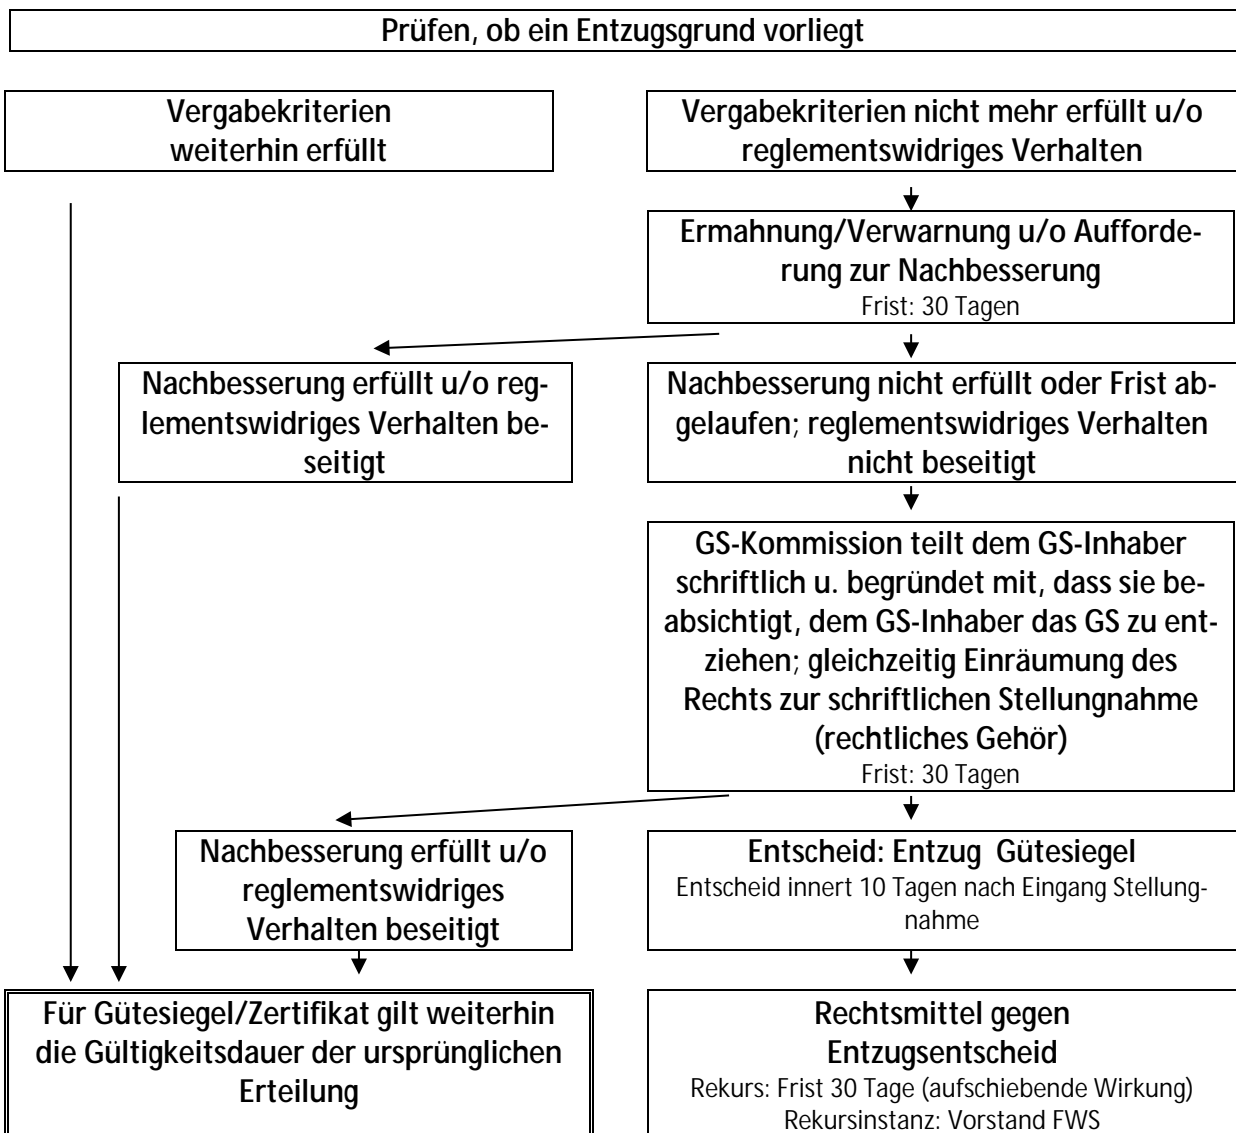 Prüfen, ob ein Entzugsgrund vorliegt
Vergabekriterien
weiterhin erfüllt
Vergabekriterien nicht mehr erfüllt u/o
reglementswidriges Verhalten
Ermahnung/Verwarnung u/o Aufforde-
rung zur Nachbesserung
Frist: 30 Tagen
Nachbesserung erfüllt u/o reg-
lementswidriges Verhalten be-
seitigt
Nachbesserung nicht erfüllt oder Frist ab-
gelaufen; reglementswidriges Verhalten
nicht beseitigt
GS-Kommission teilt dem GS-Inhaber
schriftlich u. begründet mit, dass sie be-
absichtigt, dem GS-Inhaber das GS zu ent-
ziehen; gleichzeitig Einräumung des
Rechts zur schriftlichen Stellungnahme
(rechtliches Gehör)
Frist: 30 Tagen
Nachbesserung erfüllt u/o
reglementswidriges
Verhalten beseitigt
Entscheid: Entzug Gütesiegel
Entscheid innert 10 Tagen nach Eingang Stellung-
nahme
Für Gütesiegel/Zertifikat gilt weiterhin
die Gültigkeitsdauer der ursprünglichen
Erteilung
Rechtsmittel gegen
Entzugsentscheid
Rekurs: Frist 30 Tage (aufschiebende Wirkung)
Rekursinstanz: Vorstand FWS